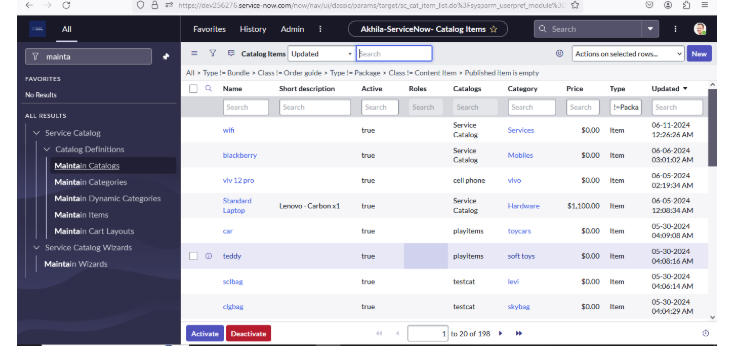 https://dev256276.service-now.com/now/nav/ui/classic/params/target/sc_cat_item_list.do%3Fsysparm_userpref_module%3D
All Favorites History Admin Akhila-ServiceNow- Catalog Items Search
mainta
Catalog Items Updated Search Actions on selected rows... New
All > Type != Bundle > Class != Order guide > Type != Package > Class != Content Item > Published Item is empty
FAVORITES
No Results
ALL RESULTS
Service Catalog
Catalog Definitions
Maintain Catalogs
Maintain Categories
Maintain Dynamic Categories
Maintain Items
Maintain Cart Layouts
Service Catalog Wizards
Maintain Wizards
Name Short description Active Roles Catalogs Category Price Type Updated
Search Search Search Search Search Search Search !=Packa Search
wifi true Service Catalog Services $0.00 Item 06-11-2024 12:26:26 AM
blackberry true Service Catalog Mobiles $0.00 Item 06-06-2024 03:01:02 AM
viv 12 pro true cell phone vivo $0.00 Item 06-05-2024 02:19:34 AM
Standard Laptop Lenovo - Carbon x1 true Service Catalog Hardware $1,100.00 Item 06-05-2024 12:08:34 AM
car true playitems toycars $0.00 Item 05-30-2024 04:09:08 AM
teddy true playitems soft toys $0.00 Item 05-30-2024 04:08:16 AM
sclbag true testcat levi $0.00 Item 05-30-2024 04:06:14 AM
clgbag true testcat skybag $0.00 Item 05-30-2024 04:04:29 AM
Activate Deactivate 1 to 20 of 198